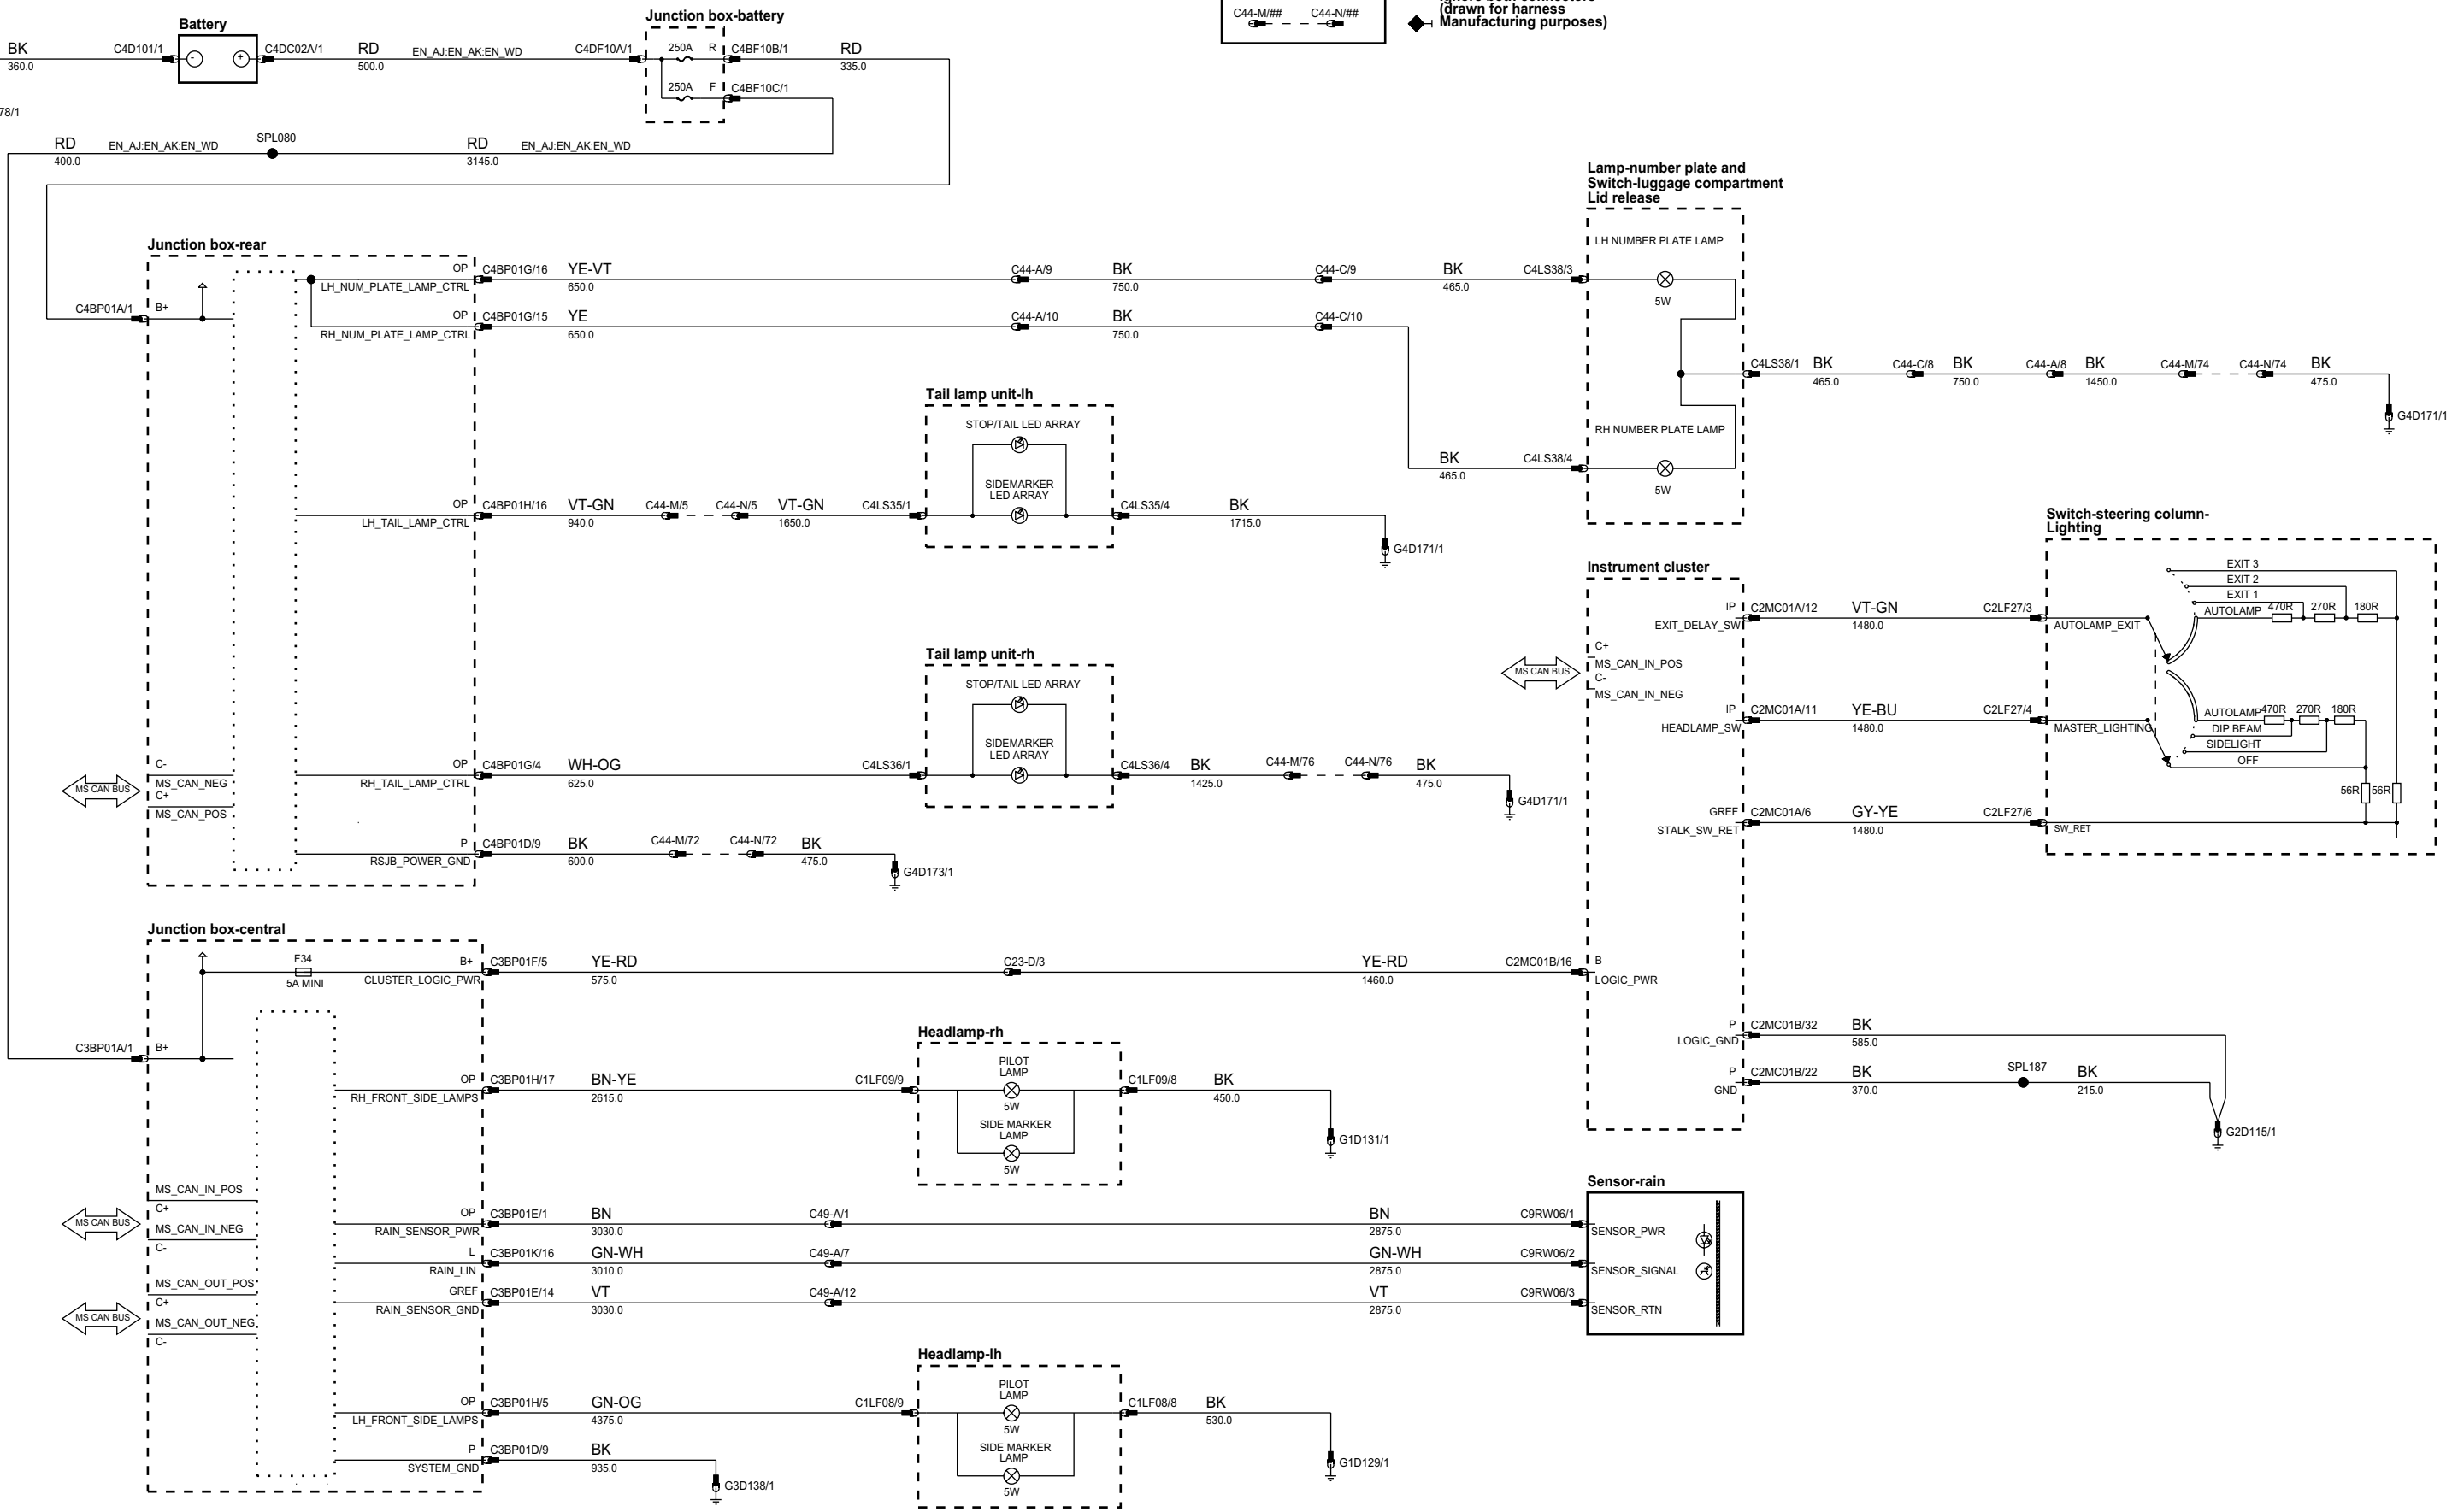 Ignore both connectors
(drawn for harness
Manufacturing purposes)
C44-M/##
C44-N/##
Battery
Junction box-battery
BK
360.0
C4D101/1
-
+
C4DC02A/1
RD
500.0
EN_AJ:EN_AK:EN_WD
C4DF10A/1
250A
R
C4BF10B/1
RD
335.0
250A
F
C4BF10C/1
78/1
RD
400.0
EN_AJ:EN_AK:EN_WD
SPL080
RD
3145.0
EN_AJ:EN_AK:EN_WD
Lamp-number plate and
Switch-luggage compartment
Lid release
LH NUMBER PLATE LAMP
5W
RH NUMBER PLATE LAMP
5W
Junction box-rear
C4BP01A/1
B+
OP
LH_NUM_PLATE_LAMP_CTRL
C4BP01G/16
YE-VT
650.0
C44-A/9
BK
750.0
C44-C/9
BK
465.0
C4LS38/3
OP
RH_NUM_PLATE_LAMP_CTRL
C4BP01G/15
YE
650.0
C44-A/10
BK
750.0
C44-C/10
BK
465.0
C4LS38/4
C4LS38/1
BK
465.0
C44-C/8
BK
750.0
C44-A/8
BK
1450.0
C44-M/74
C44-N/74
BK
475.0
G4D171/1
Tail lamp unit-lh
STOP/TAIL LED ARRAY
SIDEMARKER
LED ARRAY
OP
LH_TAIL_LAMP_CTRL
C4BP01H/16
VT-GN
940.0
C44-M/5
C44-N/5
VT-GN
1650.0
C4LS35/1
C4LS35/4
BK
1715.0
G4D171/1
Tail lamp unit-rh
STOP/TAIL LED ARRAY
SIDEMARKER
LED ARRAY
MS CAN BUS
C-
MS_CAN_NEG
C+
MS_CAN_POS
OP
RH_TAIL_LAMP_CTRL
C4BP01G/4
WH-OG
625.0
C4LS36/1
C4LS36/4
BK
1425.0
C44-M/76
C44-N/76
BK
475.0
G4D171/1
P
RSJB_POWER_GND
C4BP01D/9
BK
600.0
C44-M/72
C44-N/72
BK
475.0
G4D173/1
Instrument cluster
MS CAN BUS
C+
MS_CAN_IN_POS
C-
MS_CAN_IN_NEG
IP
EXIT_DELAY_SW
C2MC01A/12
VT-GN
1480.0
C2LF27/3
IP
HEADLAMP_SW
C2MC01A/11
YE-BU
1480.0
C2LF27/4
GREF
STALK_SW_RET
C2MC01A/6
GY-YE
1480.0
C2LF27/6
Switch-steering column-
Lighting
EXIT 3
EXIT 2
EXIT 1
AUTOLAMP
470R
270R
180R
AUTOLAMP_EXIT
AUTOLAMP
470R
270R
180R
MASTER_LIGHTING
DIP BEAM
SIDELIGHT
OFF
56R
56R
SW_RET
Junction box-central
F34
5A MINI
B+
CLUSTER_LOGIC_PWR
C3BP01F/5
YE-RD
575.0
C23-D/3
YE-RD
1460.0
C2MC01B/16
B
LOGIC_PWR
C3BP01A/1
B+
P
LOGIC_GND
C2MC01B/32
BK
585.0
P
GND
C2MC01B/22
BK
370.0
SPL187
BK
215.0
G2D115/1
Headlamp-rh
PILOT
LAMP
5W
SIDE MARKER
LAMP
5W
OP
RH_FRONT_SIDE_LAMPS
C3BP01H/17
BN-YE
2615.0
C1LF09/9
C1LF09/8
BK
450.0
G1D131/1
MS CAN BUS
MS_CAN_IN_POS
C+
MS_CAN_IN_NEG
C-
MS CAN BUS
MS_CAN_OUT_POS
C+
MS_CAN_OUT_NEG
C-
OP
RAIN_SENSOR_PWR
C3BP01E/1
BN
3030.0
C49-A/1
BN
2875.0
C9RW06/1
L
RAIN_LIN
C3BP01K/16
GN-WH
3010.0
C49-A/7
GN-WH
2875.0
C9RW06/2
GREF
RAIN_SENSOR_GND
C3BP01E/14
VT
3030.0
C49-A/12
VT
2875.0
C9RW06/3
Sensor-rain
SENSOR_PWR
SENSOR_SIGNAL
SENSOR_RTN
Headlamp-lh
PILOT
LAMP
5W
SIDE MARKER
LAMP
5W
OP
LH_FRONT_SIDE_LAMPS
C3BP01H/5
GN-OG
4375.0
C1LF08/9
C1LF08/8
BK
530.0
G1D129/1
P
SYSTEM_GND
C3BP01D/9
BK
935.0
G3D138/1